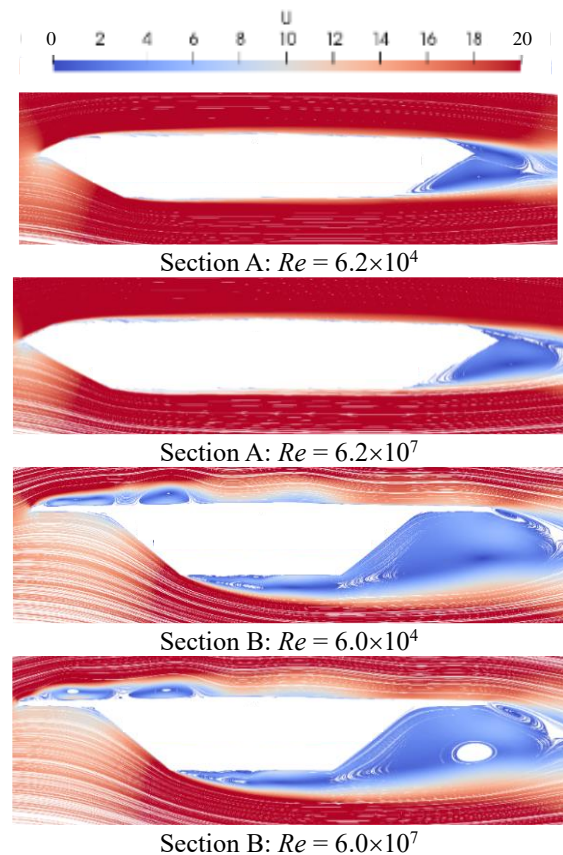 U
0 2 4 6 8 10 12 14 16 18 20
Section A: Re = 6.2×10⁴
Section A: Re = 6.2×10⁷
Section B: Re = 6.0×10⁴
Section B: Re = 6.0×10⁷